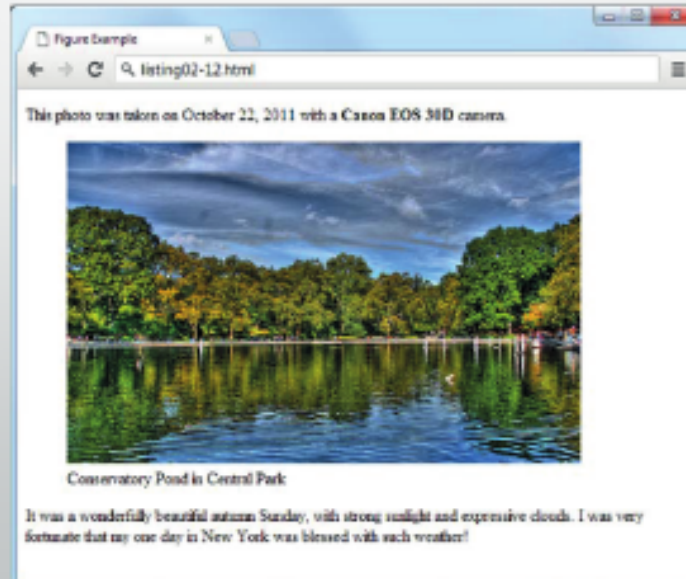 Figure Example
listing02-12.html
This photo was taken on October 22, 2011 with a Canon EOS 30D camera.
Conservatory Pond in Central Park
It was a wonderfully beautiful autumn Sunday, with strong sunlight and expressive clouds. I was very
fortunate that my one day in New York was blessed with such weather!